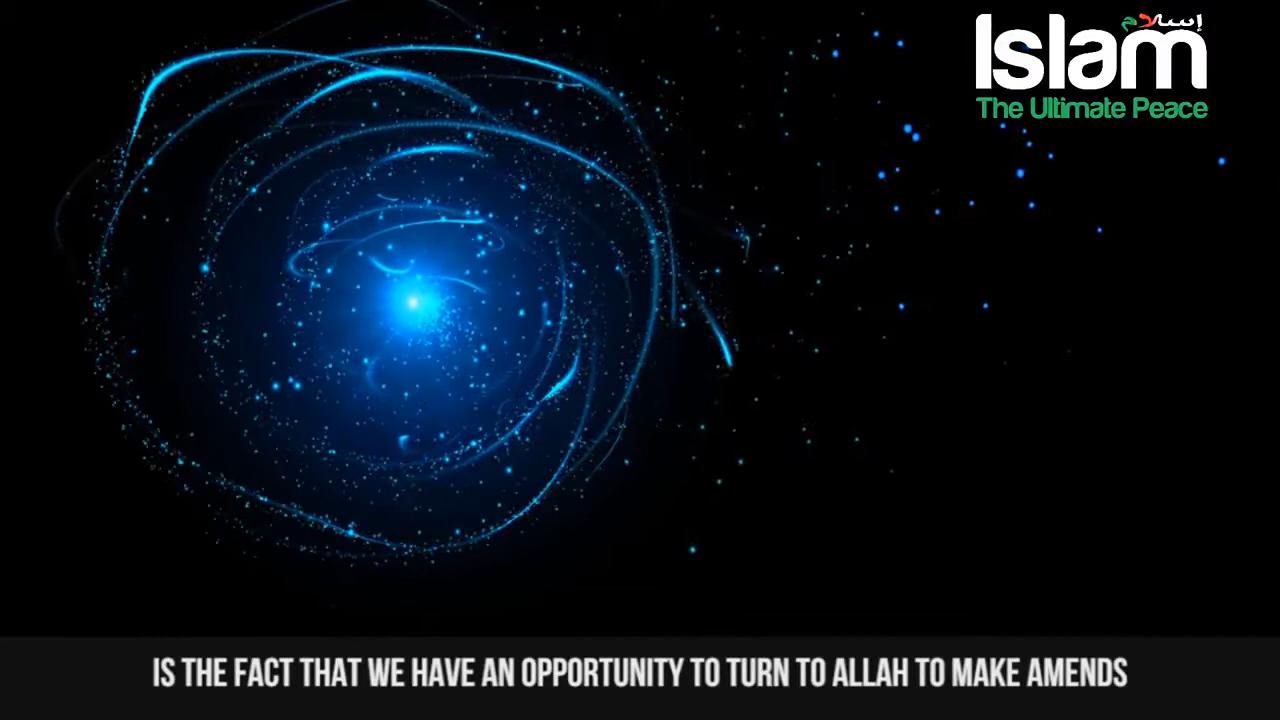 إسلام
Islam
The Ultimate Peace
IS THE FACT THAT WE HAVE AN OPPORTUNITY TO TURN TO ALLAH TO MAKE AMENDS